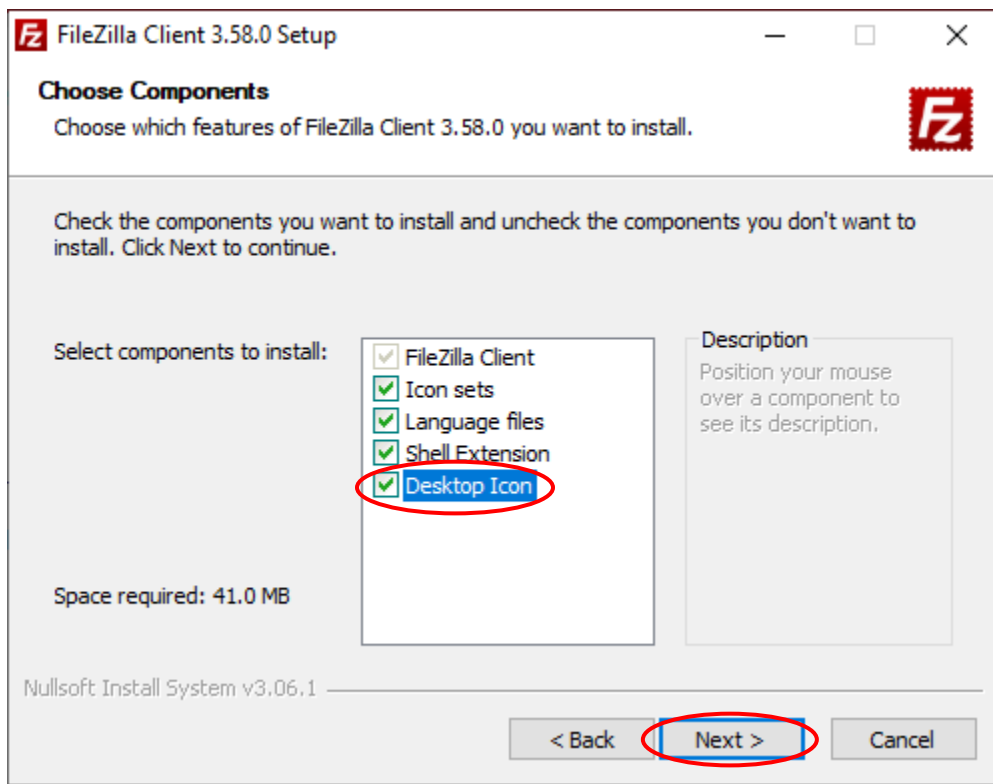 FileZilla Client 3.58.0 Setup
Choose Components
Choose which features of FileZilla Client 3.58.0 you want to install.
Fz
Check the components you want to install and uncheck the components you don't want to
install. Click Next to continue.
Select components to install:
FileZilla Client
Icon sets
Language files
Shell Extension
Desktop Icon
Description
Position your mouse
over a component to
see its description.
Space required: 41.0 MB
Nullsoft Install System v3.06.1
< Back
Next >
Cancel